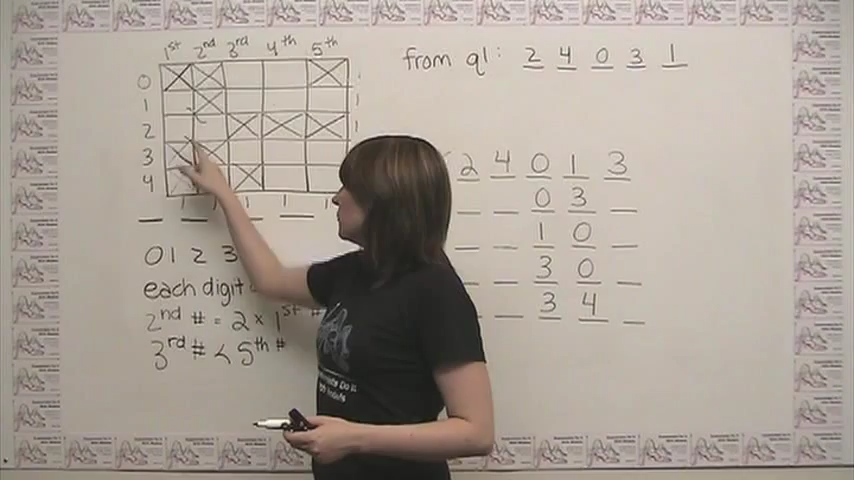 1st 2nd 3rd 4th 5th
0
1
2
3
4
from q1: 2 4 0 3 1
2 4 0 1 3
0 3
1 0
3 0
3 4
0 1 2 3
each digit
2nd # = 2 x 1st #
3rd # < 5th #